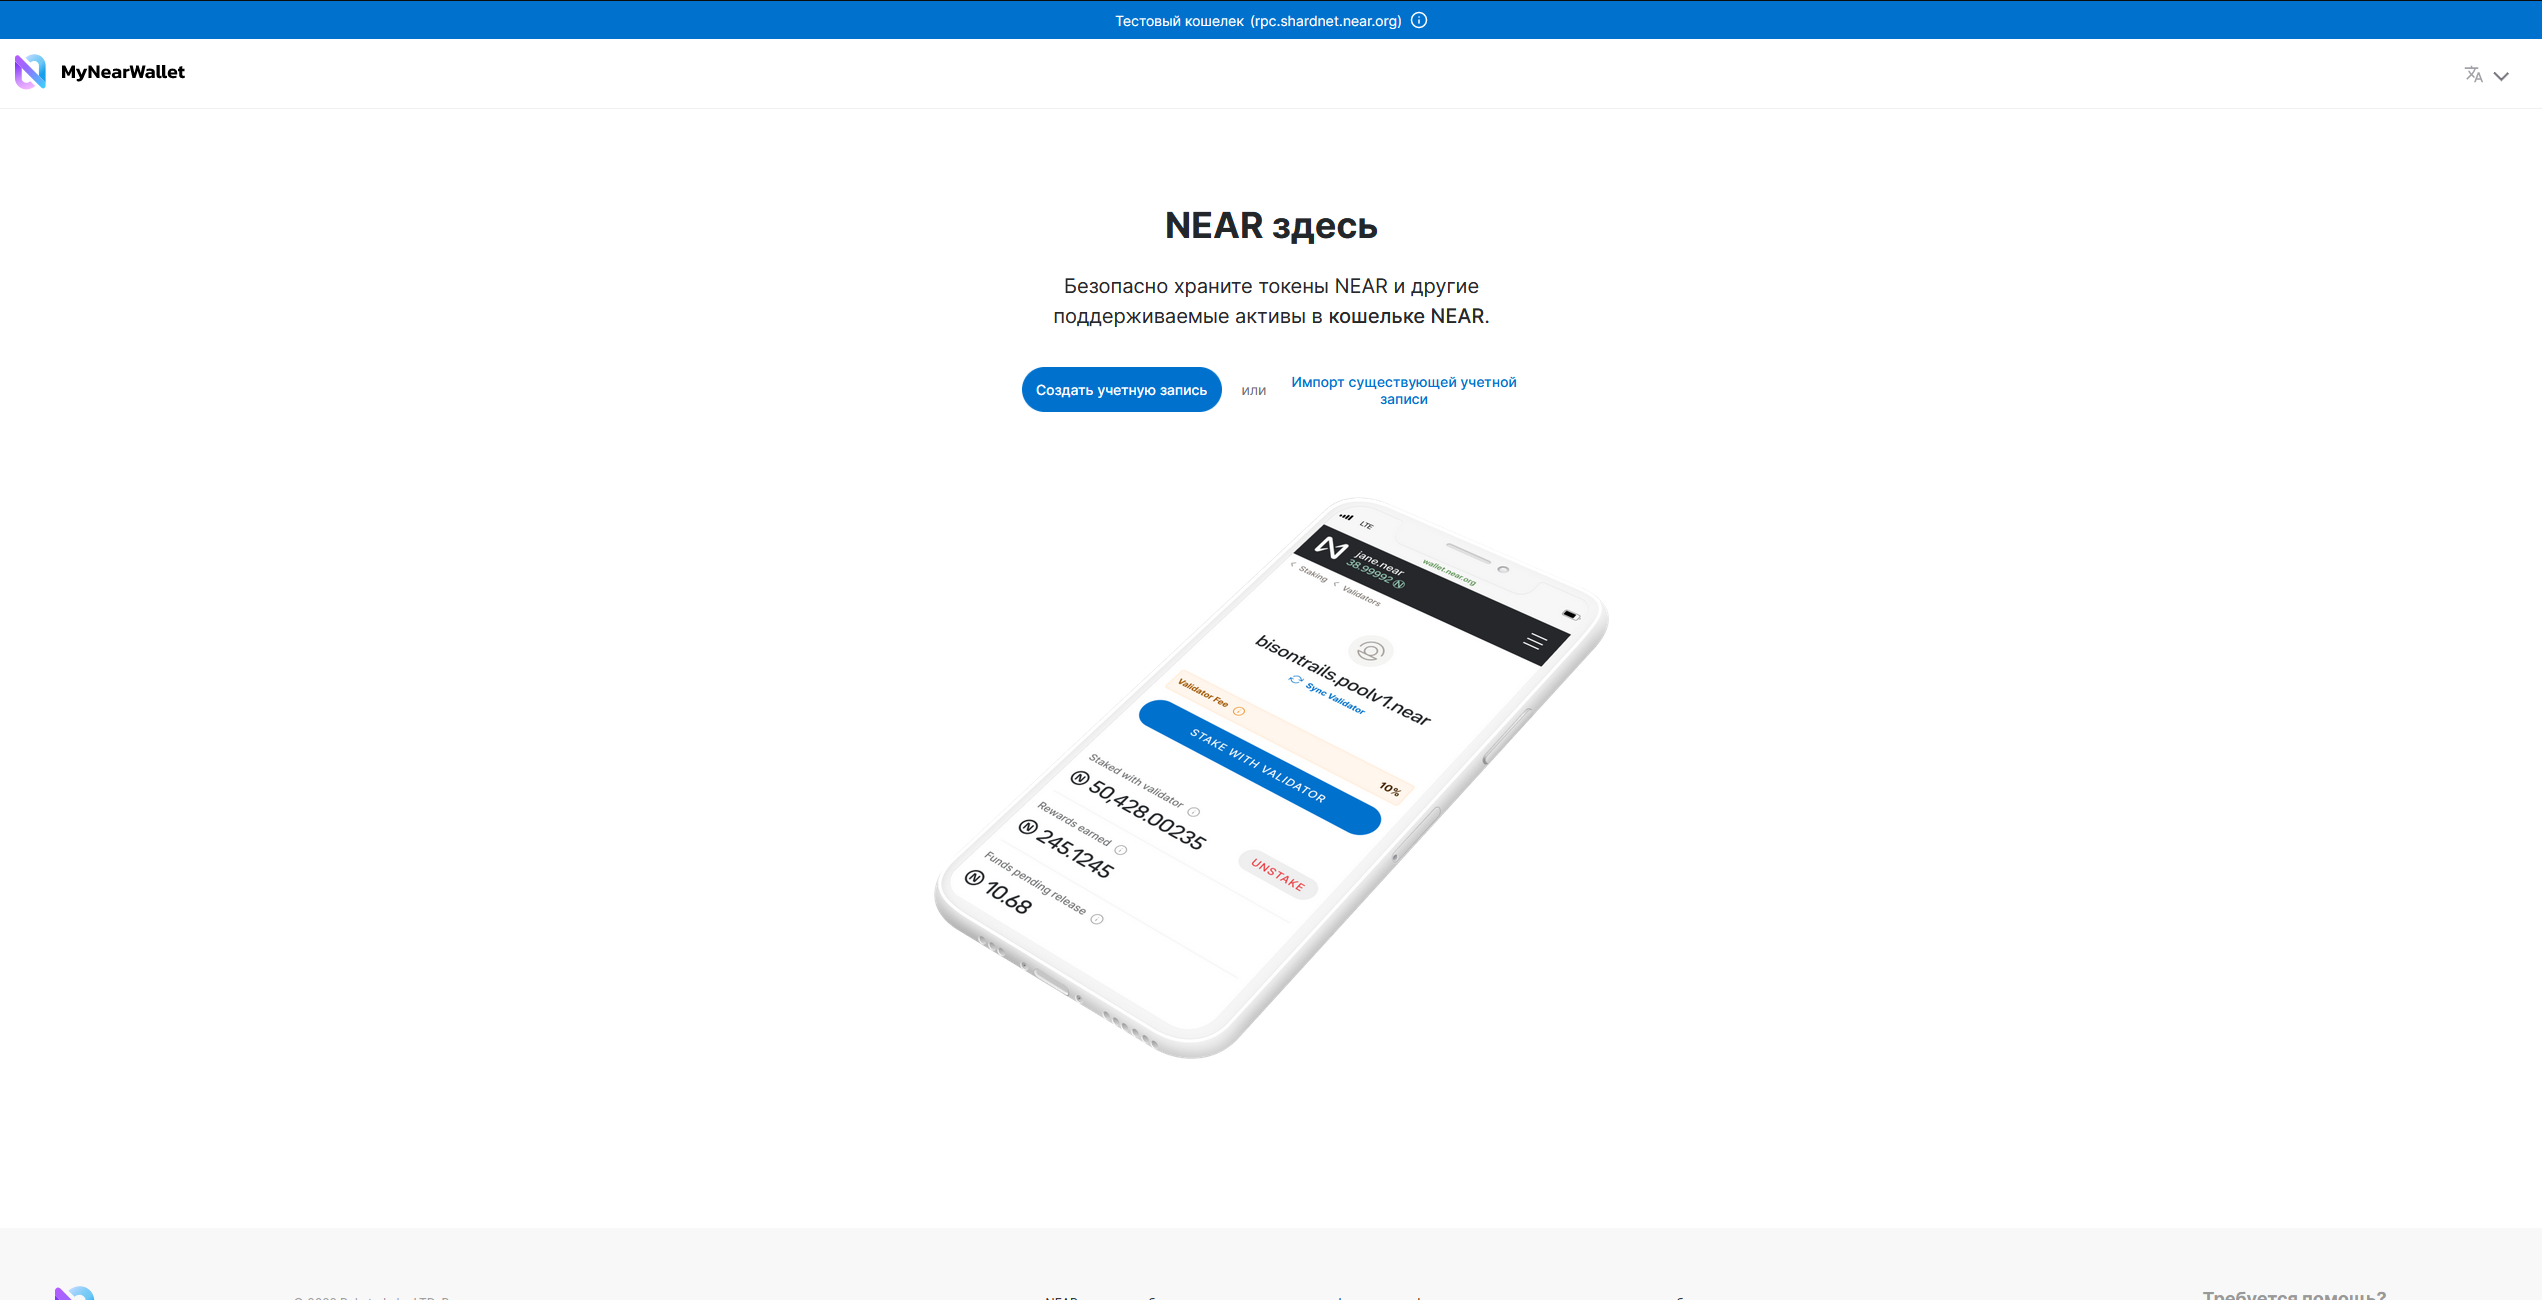 Тестовый кошелек (rpc.shardnet.near.org)
MyNearWallet
NEAR здесь
Безопасно храните токены NEAR и другие
поддерживаемые активы в кошельке NEAR.
Создать учетную запись
или
Импорт существующей учетной
записи
LTE
wallet.near.org
jane.near
38.99992
Staking
Validators
bisontrails.poolv1.near
Sync Validator
Validator Fee
10%
STAKE WITH VALIDATOR
Staked with validator
50,428.00235
UNSTAKE
Rewards earned
245.1245
Funds pending release
10.68
Требуется помощь?